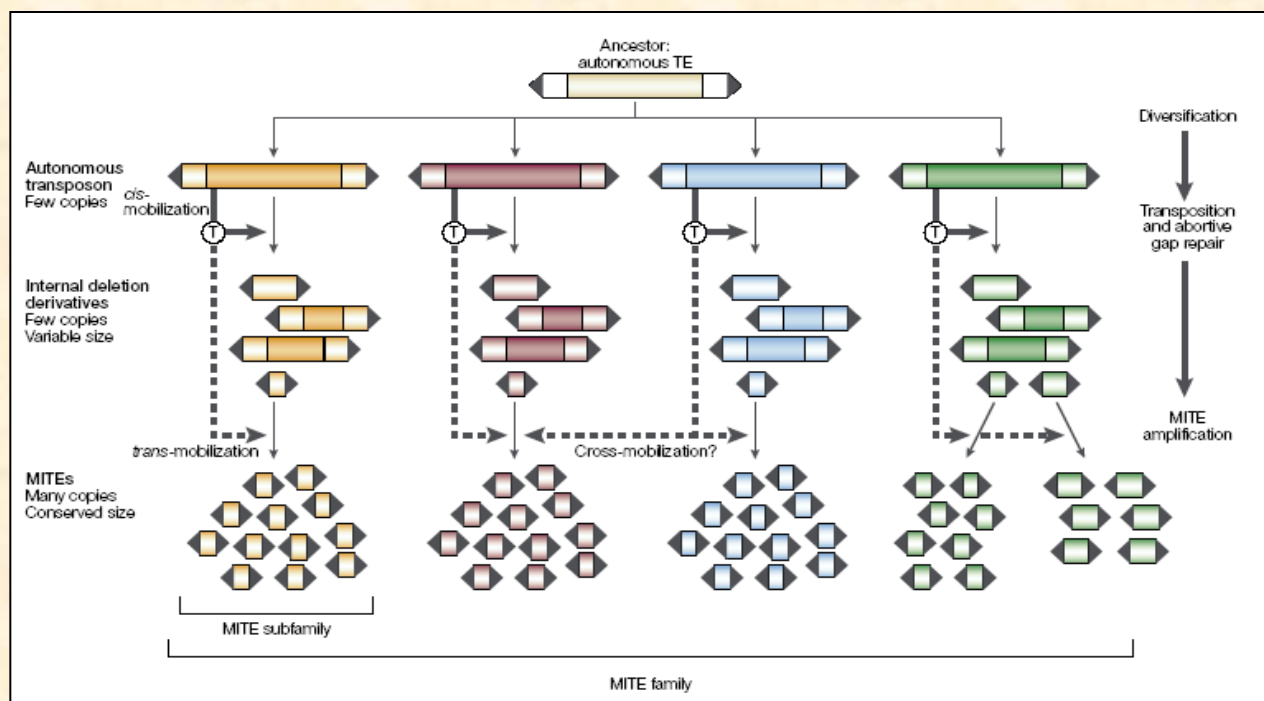 Ancestor:
autonomous TE
Diversification
Autonomous
transposon
Few copies
cis-
mobilization
T
T
T
T
Transposition
and abortive
gap repair
Internal deletion
derivatives
Few copies
Variable size
MITE
amplification
trans-mobilization
Cross-mobilization?
MITEs
Many copies
Conserved size
MITE subfamily
MITE family